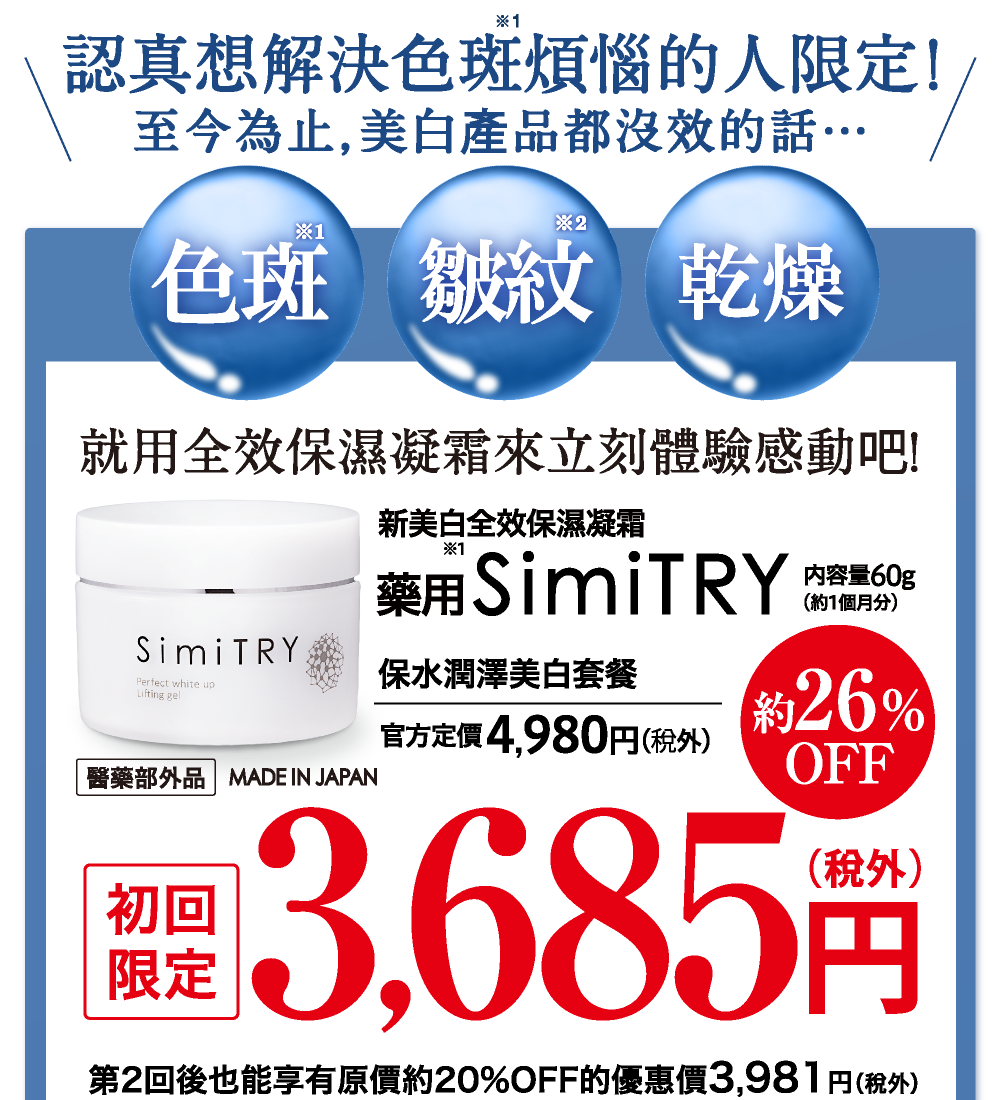 ※1
認真想解決色斑煩惱的人限定!
至今為止,美白產品都沒效的話…
色斑※1
皺紋※2
乾燥
就用全效保濕凝霜來立刻體驗感動吧!
新美白全效保濕凝霜
※1
藥用SimiTRY 內容量60g
(約1個月分)
SimiTRY
Perfect white up
Lifting gel
保水潤澤美白套餐
官方定價4,980円(稅外)
約26%
OFF
醫藥部外品 MADE IN JAPAN
初回
限定
3,685円
(稅外)
第2回後也能享有原價約20%OFF的優惠價3,981円(稅外)